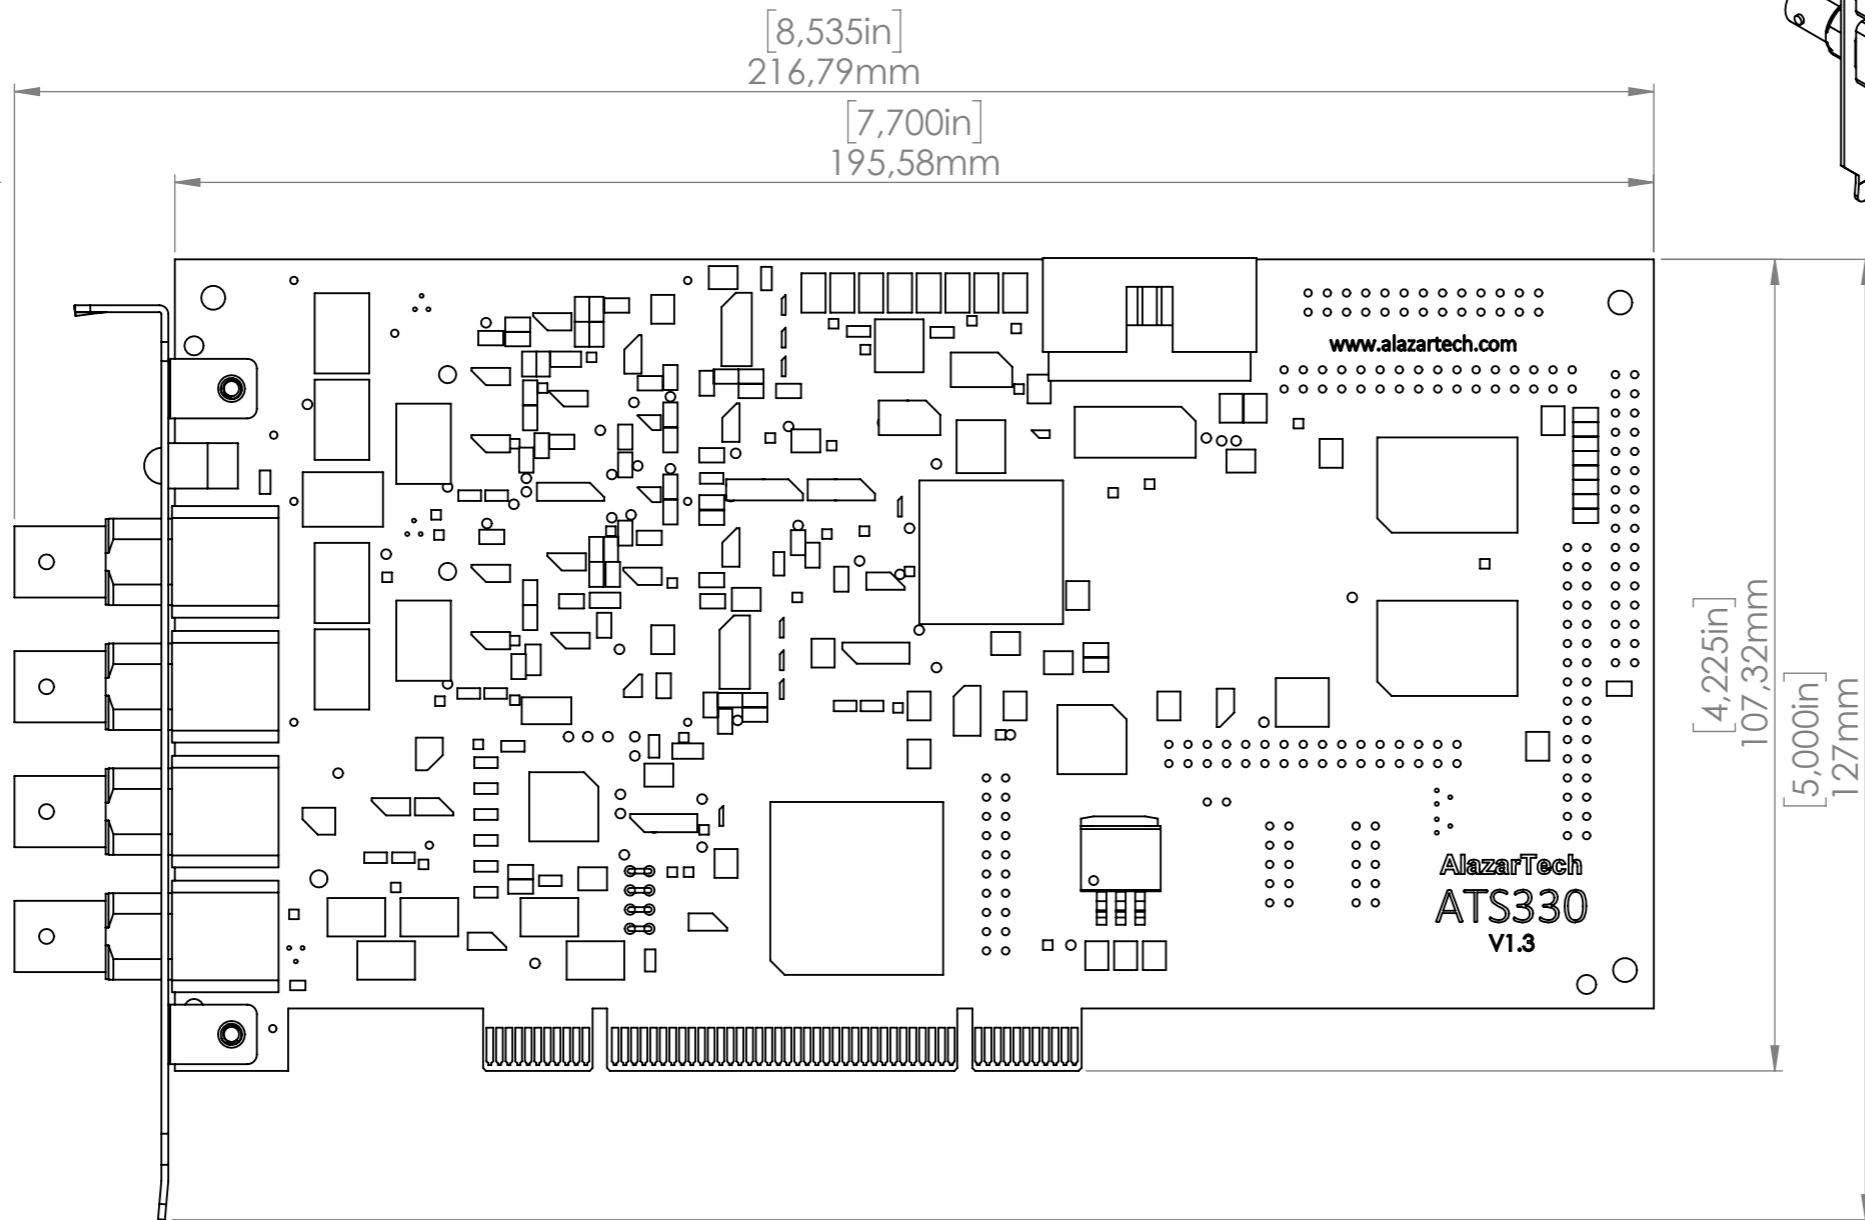 [8,535in]
216,79mm
[7,700in]
195,58mm
www.alazartech.com
[4,225in]
107,32mm
[5,000in]
127mm
AlazarTech
ATS330
V1.3